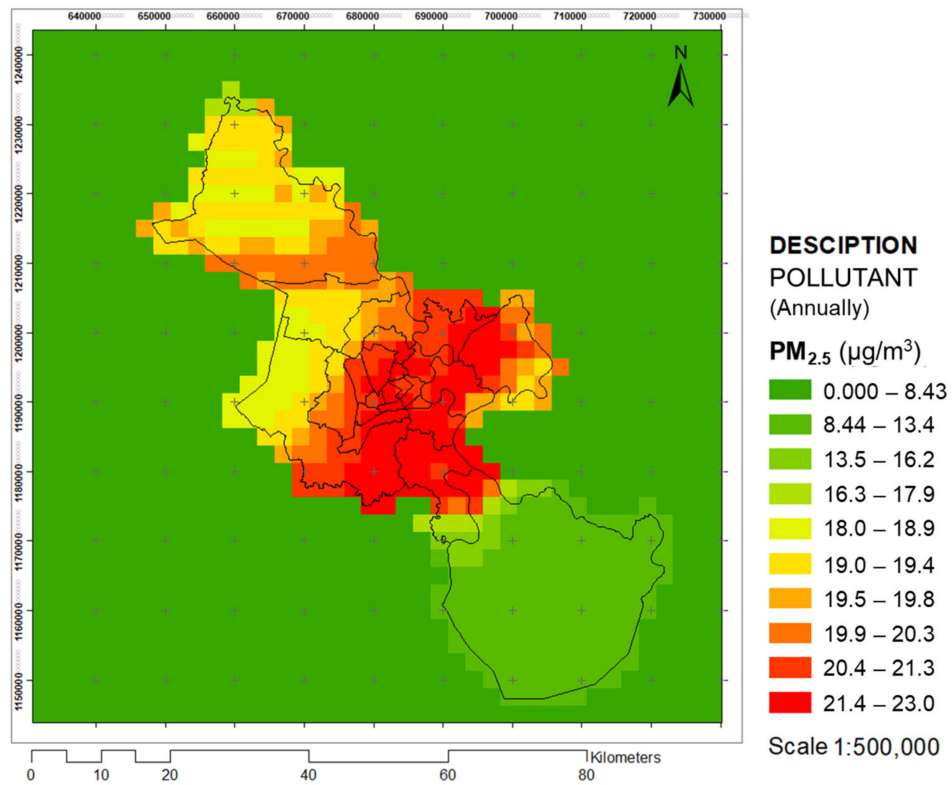 640000 650000 660000 670000 680000 690000 700000 710000 720000 730000
1240000
1230000
1220000
1210000
1200000
1190000
1180000
1170000
1160000
1150000
N
DESCIPTION
POLLUTANT
(Annually)
PM2.5 (µg/m³)
0.000 – 8.43
8.44 – 13.4
13.5 – 16.2
16.3 – 17.9
18.0 – 18.9
19.0 – 19.4
19.5 – 19.8
19.9 – 20.3
20.4 – 21.3
21.4 – 23.0
Scale 1:500,000
Kilometers
0 10 20 40 60 80